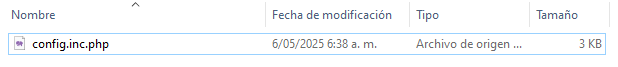 Nombre Fecha de modificación Tipo Tamaño
config.inc.php 6/05/2025 6:38 a. m. Archivo de origen ... 3 KB